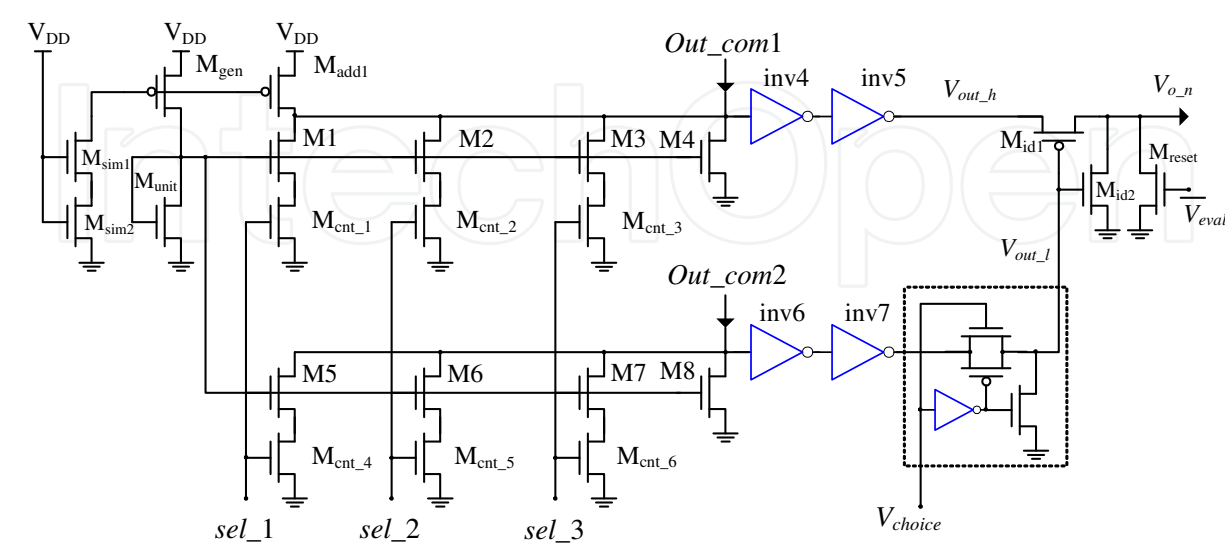 V_DD V_DD V_DD
Out_com1
M_gen M_add1 inv4 inv5 V_out_h V_o_n
M_sim1 M1 M2 M3 M4 M_id1 M_reset
M_unit M_id2
M_sim2 M_cnt_1 M_cnt_2 M_cnt_3 V_eval
V_out_l
Out_com2
inv6 inv7
M5 M6 M7 M8
M_cnt_4 M_cnt_5 M_cnt_6
sel_1 sel_2 sel_3 V_choice
IntechOpen